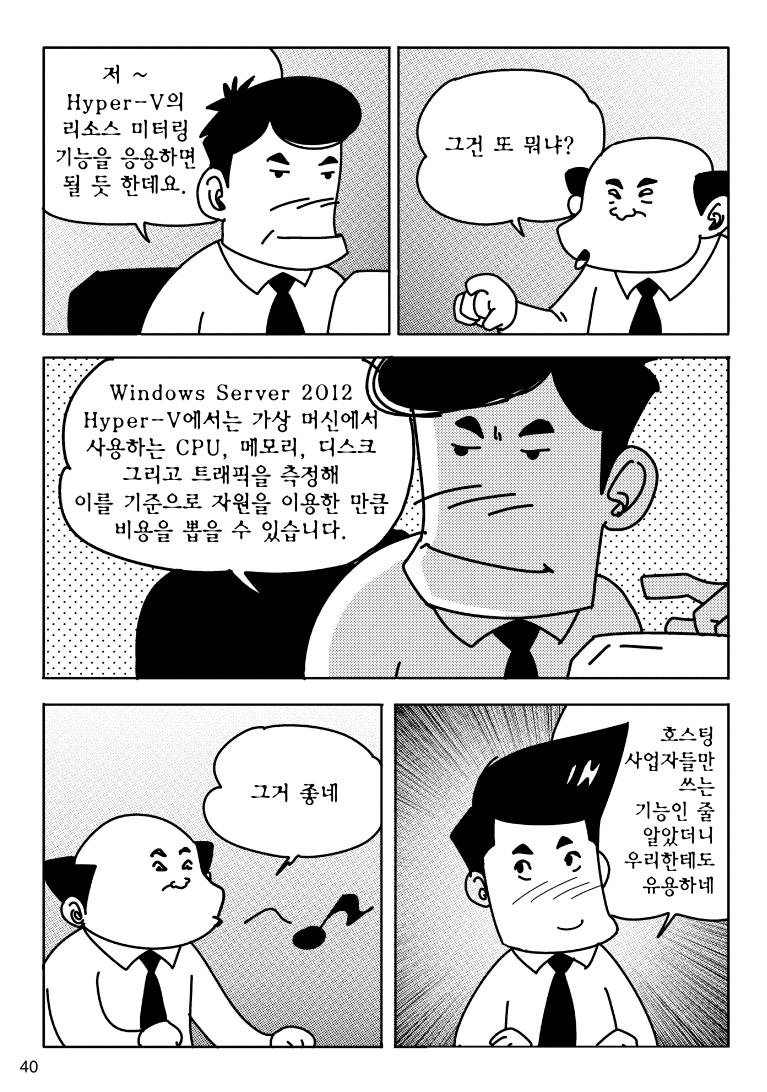 저 ~
Hyper-V의
리소스 미터링
기능을 응용하면
될 듯 한데요.
그건 또 뭐냐?
Windows Server 2012
Hyper-V에서는 가상 머신에서
사용하는 CPU, 메모리, 디스크
그리고 트래픽을 측정해
이를 기준으로 자원을 이용한 만큼
비용을 뽑을 수 있습니다.
그거 좋네
호스팅
사업자들만
쓰는
기능인 줄
알았더니
우리한테도
유용하네
40